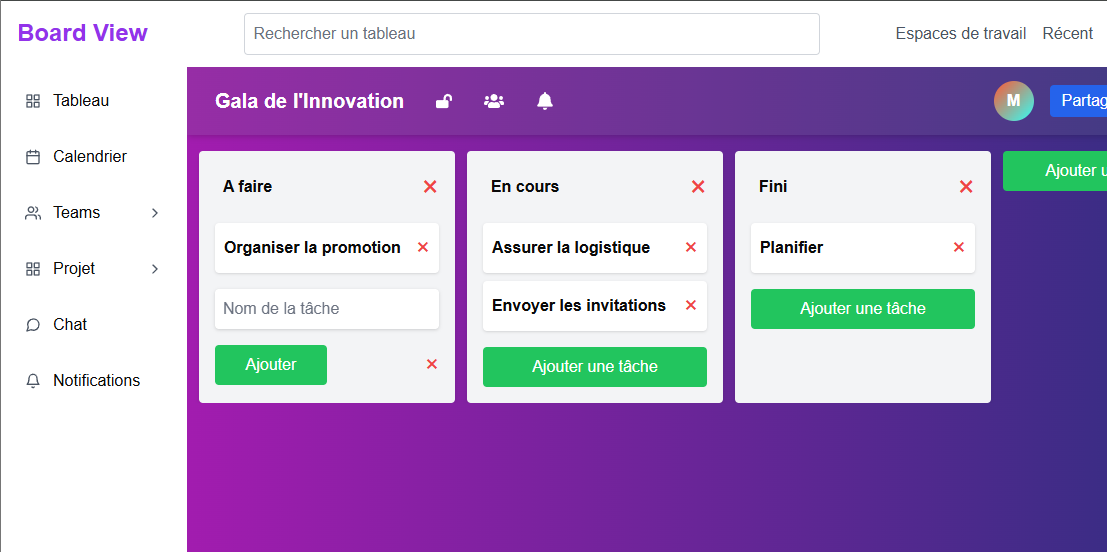 Board View
Rechercher un tableau
Espaces de travail
Récent
Tableau
Calendrier
Teams
Projet
Chat
Notifications
Gala de l'Innovation
M
Partag
A faire
Organiser la promotion
Nom de la tâche
Ajouter
En cours
Assurer la logistique
Envoyer les invitations
Ajouter une tâche
Fini
Planifier
Ajouter une tâche
Ajouter u